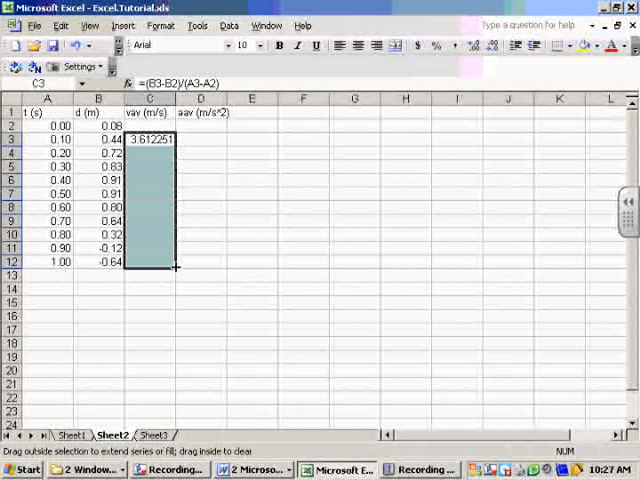 Microsoft Excel - Excel.Tutorial.xls
File Edit View Insert Format Tools Data Window Help
Type a question for help
Arial 10 B I U $ % ,
Settings
C3 fx =(B3-B2)/(A3-A2)
A B C D E F G H I J K L
1 t (s) d (m) vav (m/s) aav (m/s^2)
2 0.00 0.08
3 0.10 0.44 3.612251
4 0.20 0.72
5 0.30 0.83
6 0.40 0.91
7 0.50 0.91
8 0.60 0.80
9 0.70 0.64
10 0.80 0.32
11 0.90 -0.12
12 1.00 -0.64
13
14
15
16
17
18
19
20
21
22
23
24
Sheet1 Sheet2 Sheet3
Drag outside selection to extend series or fill; drag inside to clear NUM
Start 2 Window... Recording... 2 Microso... Microsoft E... Recording ... 10:27 AM